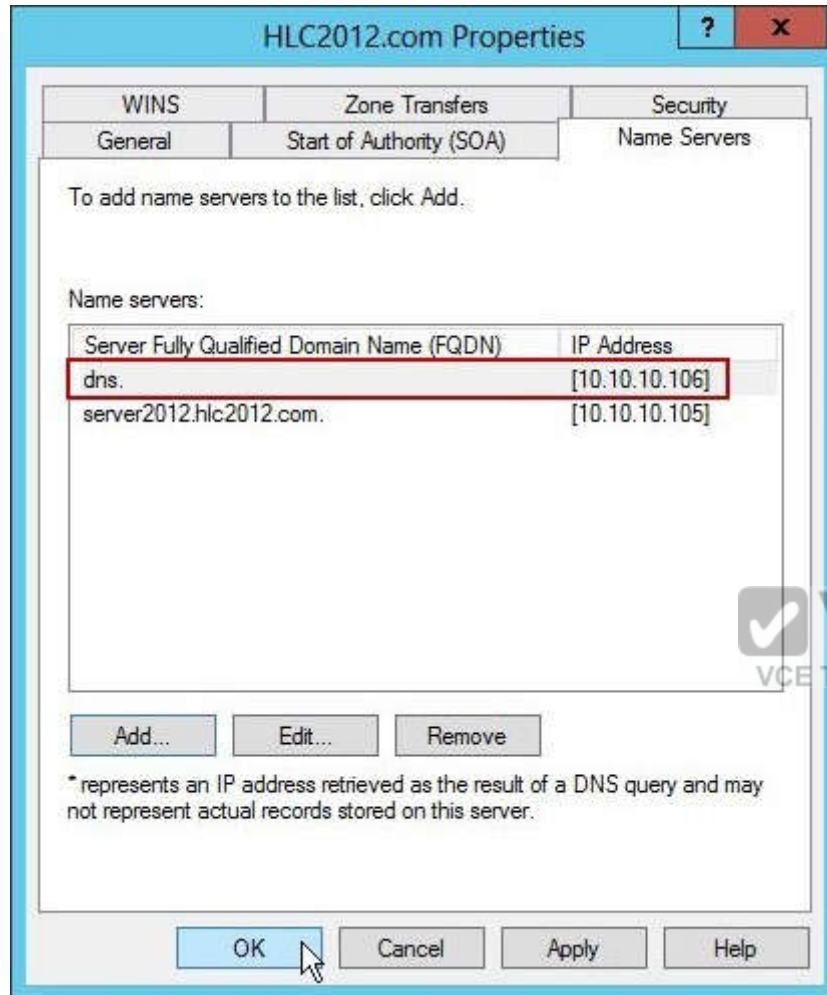 HLC2012.com Properties
? x
WINS Zone Transfers Security
General Start of Authority (SOA) Name Servers
To add name servers to the list, click Add.
Name servers:
Server Fully Qualified Domain Name (FQDN) IP Address
dns. [10.10.10.106]
server2012.hlc2012.com. [10.10.10.105]
VCE
Add... Edit... Remove
* represents an IP address retrieved as the result of a DNS query and may
not represent actual records stored on this server.
OK Cancel Apply Help